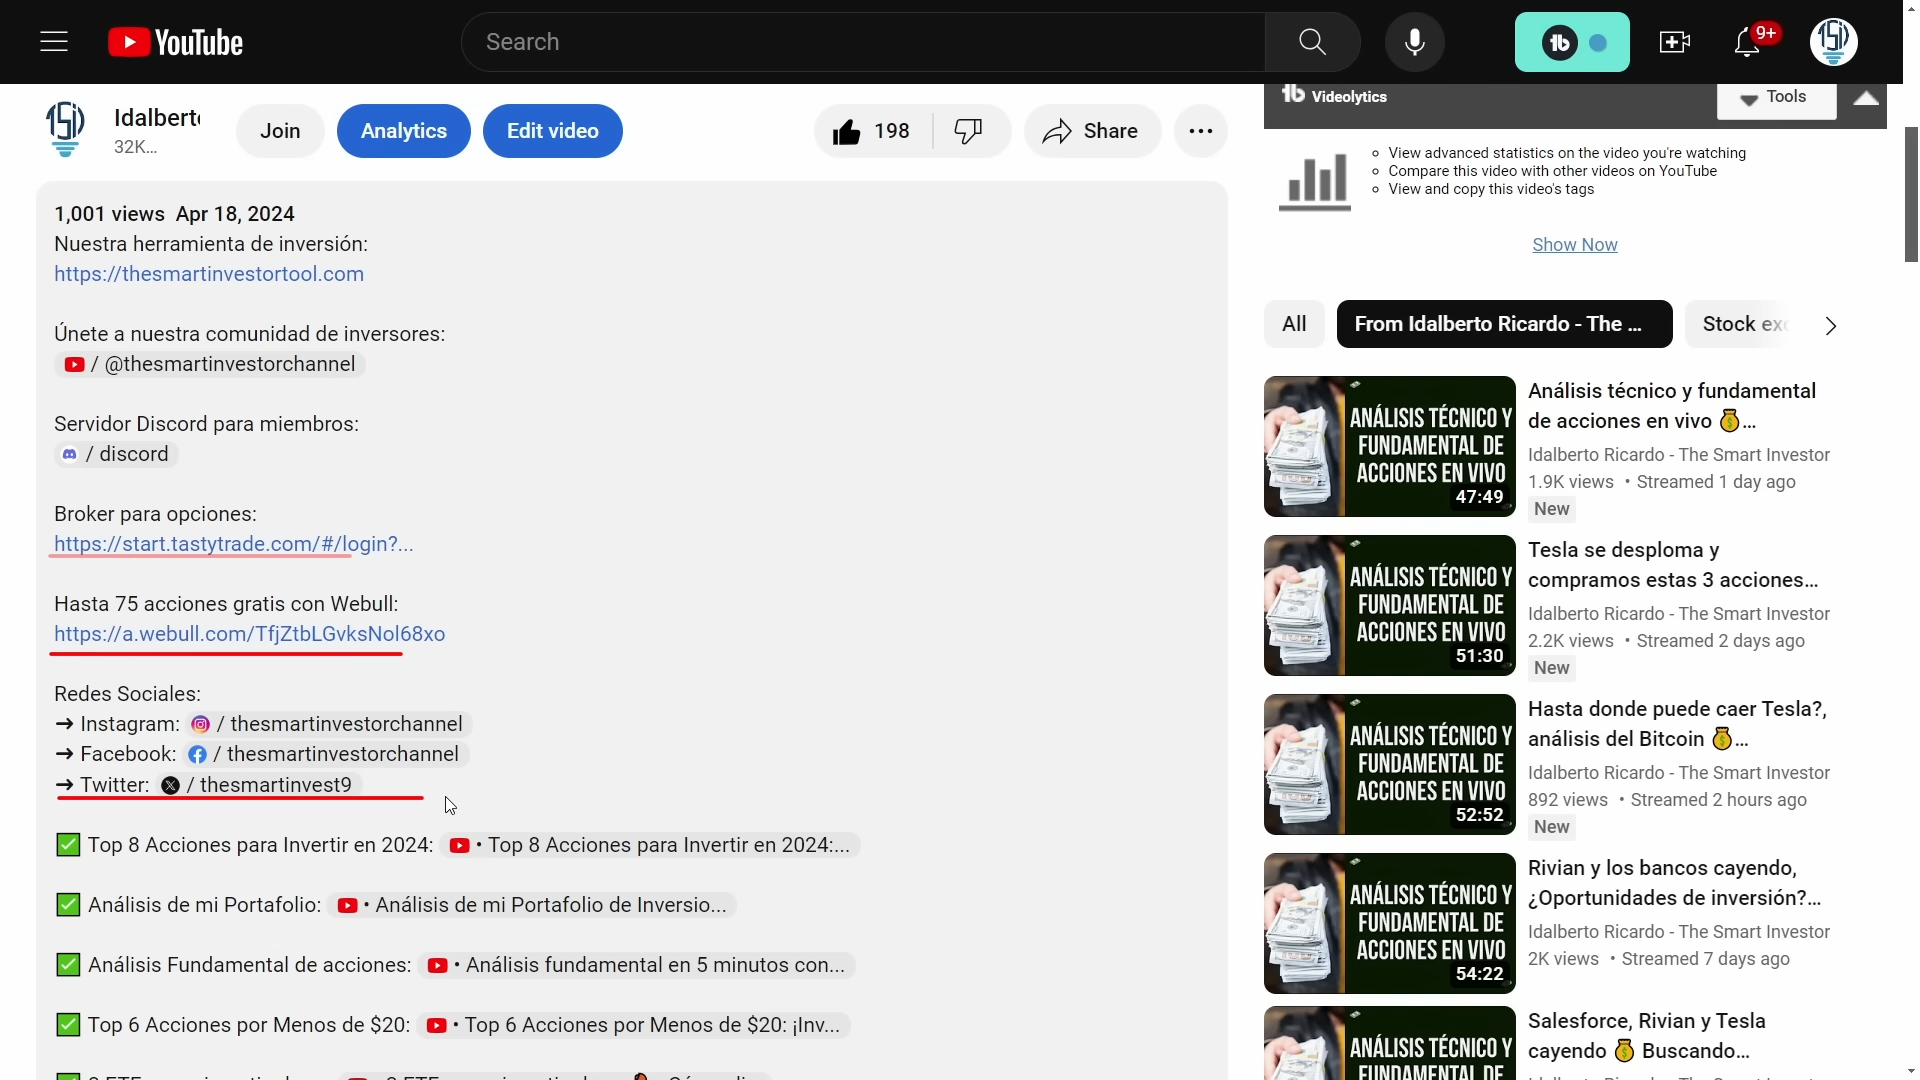 YouTube
Search
9+
Idalbert
32K...
Join
Analytics
Edit video
198
Share
1,001 views Apr 18, 2024
Nuestra herramienta de inversión:
https://thesmartinvestortool.com
Únete a nuestra comunidad de inversores:
/ @thesmartinvestorchannel
Servidor Discord para miembros:
/ discord
Broker para opciones:
https://start.tastytrade.com/#/login?...
Hasta 75 acciones gratis con Webull:
https://a.webull.com/TfjZtbLGvksNol68xo
Redes Sociales:
➔ Instagram: / thesmartinvestorchannel
➔ Facebook: / thesmartinvestorchannel
➔ Twitter: / thesmartinvest9
✅ Top 8 Acciones para Invertir en 2024: • Top 8 Acciones para Invertir en 2024:...
✅ Análisis de mi Portafolio: • Análisis de mi Portafolio de Inversio...
✅ Análisis Fundamental de acciones: • Análisis fundamental en 5 minutos con...
✅ Top 6 Acciones por Menos de $20: • Top 6 Acciones por Menos de $20: ¡Inv...
Videolytics
Tools
View advanced statistics on the video you're watching
Compare this video with other videos on YouTube
View and copy this video's tags
Show Now
All
From Idalberto Ricardo - The ...
Stock exc
ANÁLISIS TÉCNICO Y
FUNDAMENTAL DE
ACCIONES EN VIVO
47:49
Análisis técnico y fundamental
de acciones en vivo 💰...
Idalberto Ricardo - The Smart Investor
1.9K views • Streamed 1 day ago
New
ANÁLISIS TÉCNICO Y
FUNDAMENTAL DE
ACCIONES EN VIVO
51:30
Tesla se desploma y
compramos estas 3 acciones...
Idalberto Ricardo - The Smart Investor
2.2K views • Streamed 2 days ago
New
ANÁLISIS TÉCNICO Y
FUNDAMENTAL DE
ACCIONES EN VIVO
52:52
Hasta donde puede caer Tesla?,
análisis del Bitcoin 💰...
Idalberto Ricardo - The Smart Investor
892 views • Streamed 2 hours ago
New
ANÁLISIS TÉCNICO Y
FUNDAMENTAL DE
ACCIONES EN VIVO
54:22
Rivian y los bancos cayendo,
¿Oportunidades de inversión?...
Idalberto Ricardo - The Smart Investor
2K views • Streamed 7 days ago
ANÁLISIS TÉCNICO Y
Salesforce, Rivian y Tesla
cayendo 💰 Buscando...